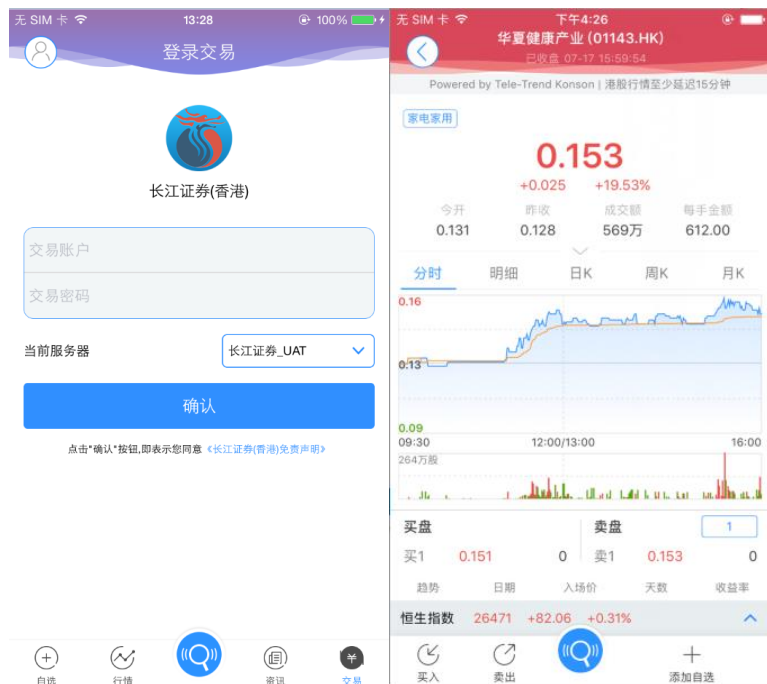 无 SIM 卡 13:28 100%
登录交易
长江证券(香港)
交易账户
交易密码
当前服务器 长江证券_UAT
确认
点击"确认"按钮,即表示您同意《长江证券(香港)免责声明》
自选 行情 资讯 交易
无 SIM 卡 下午4:26
华夏健康产业 (01143.HK)
已收盘 07-17 15:59:54
Powered by Tele-Trend Konson | 港股行情至少延迟15分钟
家电家用
0.153
+0.025 +19.53%
今开 昨收 成交额 每手金额
0.131 0.128 569万 612.00
分时 明细 日K 周K 月K
0.16
0.13
0.09
09:30 12:00/13:00 16:00
264万股
买盘 卖盘 1
买1 0.151 0 卖1 0.153 0
趋势 日期 入场价 天数 收益率
恒生指数 26471 +82.06 +0.31%
买入 卖出 添加自选